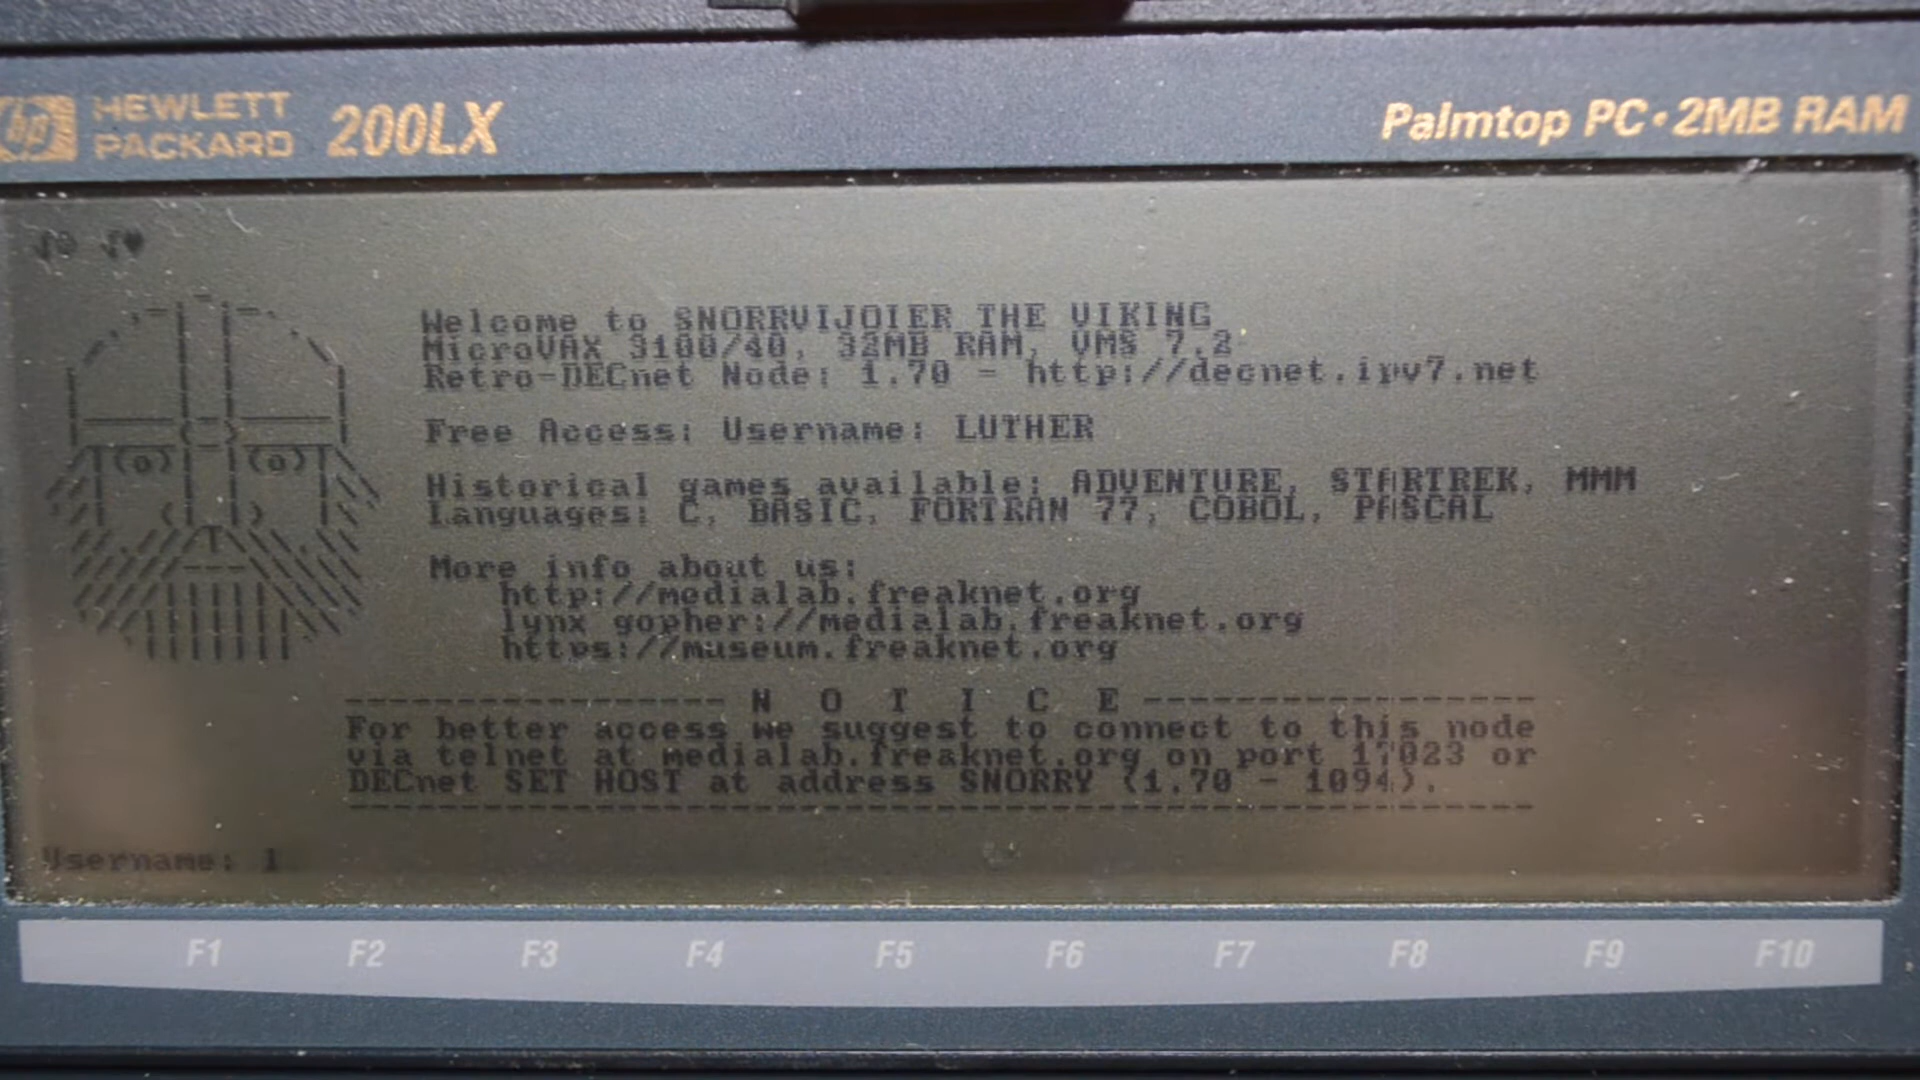 hp HEWLETT PACKARD 200LX
Palmtop PC·2MB RAM
Welcome to SNORRVIJOIER THE VIKING
MicroVAX 3100/40, 32MB RAM, VMS 7.2
Retro-DECnet Node: 1.70 - http://decnet.ipv7.net
Free Access: Username: LUTHER
Historical games available: ADVENTURE, STARTREK, MMM
Languages: C, BASIC, FORTRAN 77, COBOL, PASCAL
More info about us:
http://medialab.freaknet.org
lynx gopher://medialab.freaknet.org
https://museum.freaknet.org
----------------- N O T I C E -----------------
For better access we suggest to connect to this node
via telnet at medialab.freaknet.org on port 17023 or
DECnet SET HOST at address SNORRY (1.70 - 1094).
Username: l
F1 F2 F3 F4 F5 F6 F7 F8 F9 F10